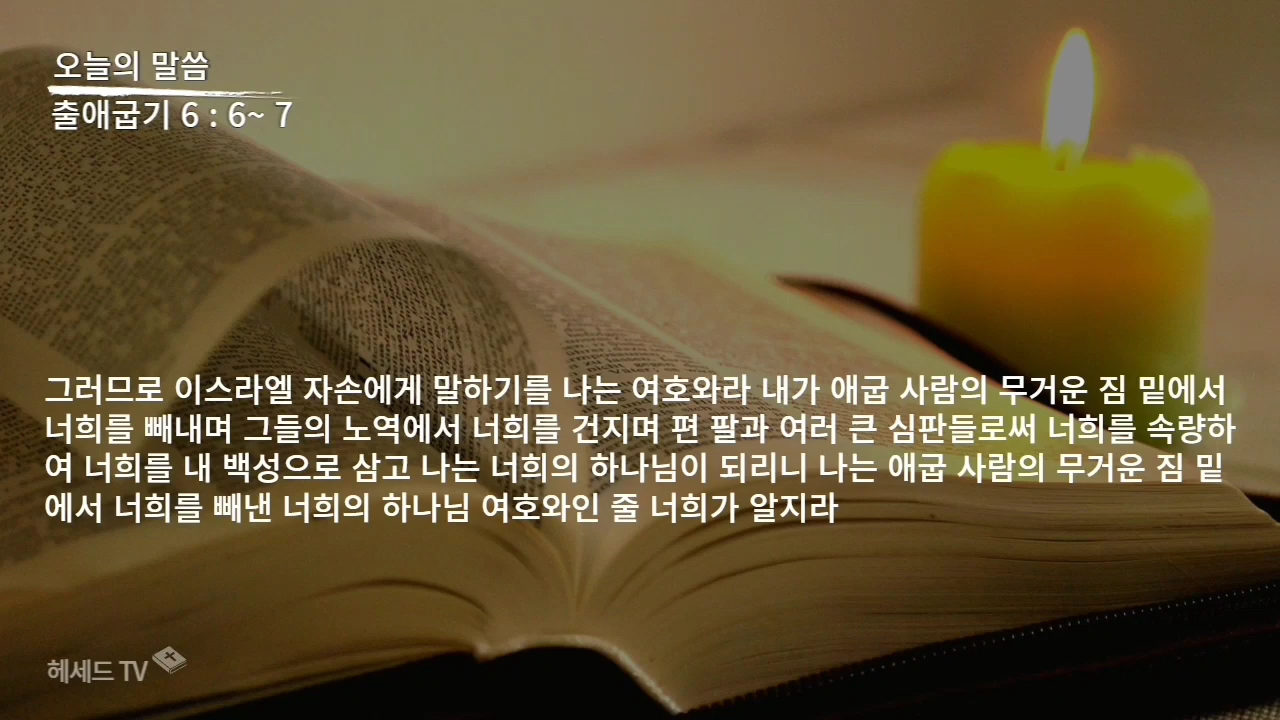 오늘의 말씀
출애굽기 6 : 6~ 7
그러므로 이스라엘 자손에게 말하기를 나는 여호와라 내가 애굽 사람의 무거운 짐 밑에서
너희를 빼내며 그들의 노역에서 너희를 건지며 편 팔과 여러 큰 심판들로써 너희를 속량하
여 너희를 내 백성으로 삼고 나는 너희의 하나님이 되리니 나는 애굽 사람의 무거운 짐 밑
에서 너희를 빼낸 너희의 하나님 여호와인 줄 너희가 알지라
헤세드 TV